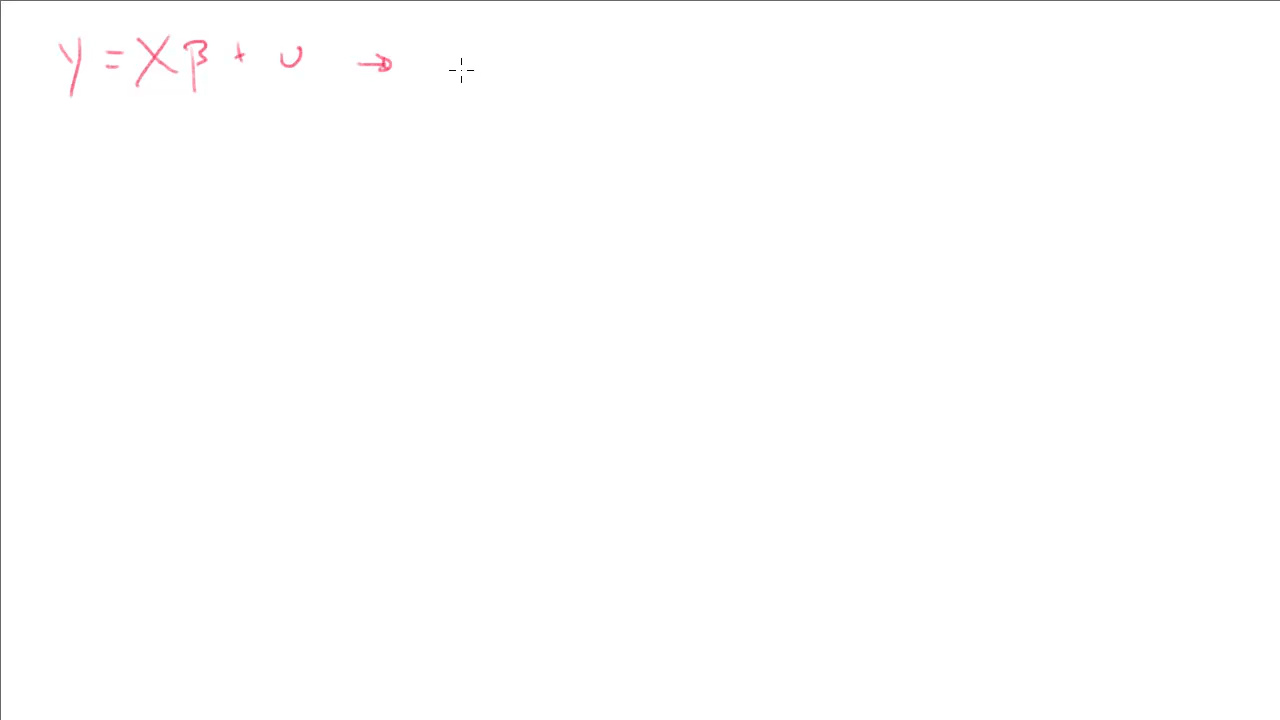 y = Xβ + u →